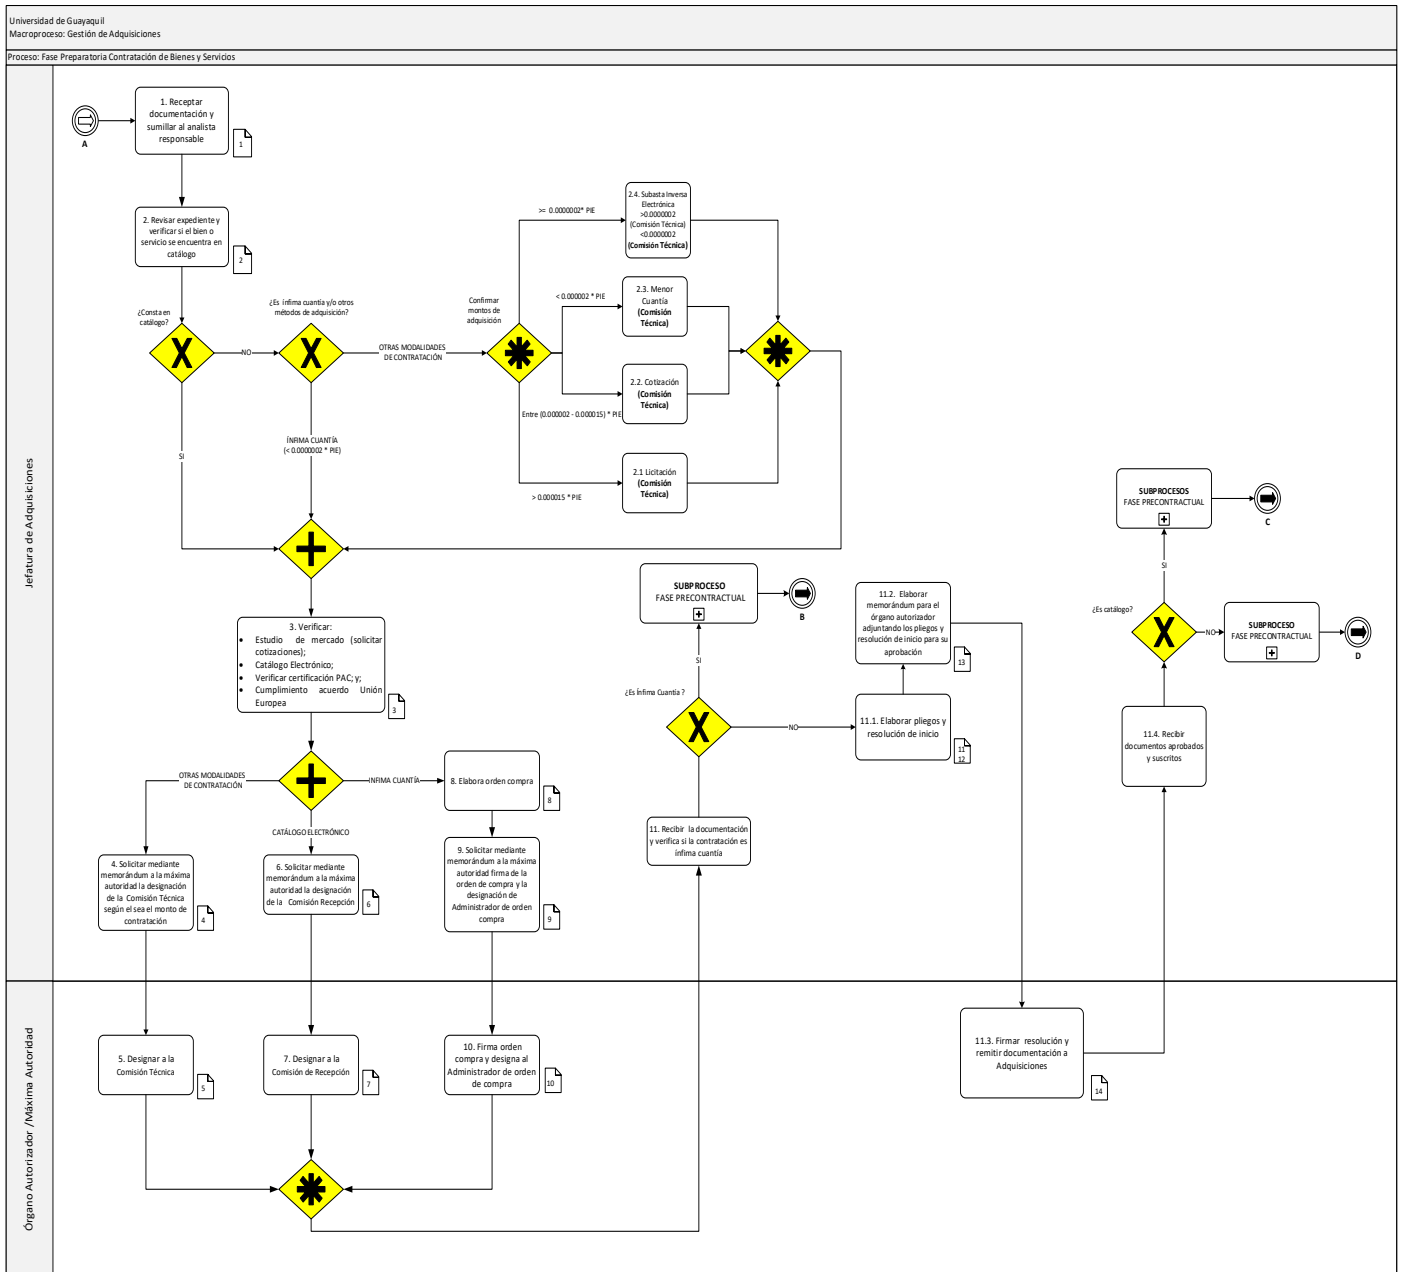 Universidad de Guayaquil
Macroproceso: Gestión de Adquisiciones
Proceso: Fase Preparatoria Contratación de Bienes y Servicios
Jefatura de Adquisiciones
A
1. Receptar
documentación y
sumillar al analista
responsable
1
2. Revisar expediente y
verificar si el bien o
servicio se encuentra en
catálogo
2
¿Consta en
catálogo?
NO
SI
¿Es ínfima cuantía y/o otros
métodos de adquisición?
OTRAS MODALIDADES
DE CONTRATACIÓN
ÍNFIMA CUANTÍA
(< 0.0000002 * PIE)
Confirmar
montos de
adquisición
>= 0.0000002* PIE
2.4. Subasta Inversa
Electrónica
>0.0000002
(Comisión Técnica)
<0.0000002
(Comisión Técnica)
< 0.000002 * PIE
2.3. Menor
Cuantía
(Comisión
Técnica)
Entre (0.000002 - 0.000015) * PIE
2.2. Cotización
(Comisión
Técnica)
> 0.000015 * PIE
2.1 Licitación
(Comisión
Técnica)
3. Verificar:
• Estudio de mercado (solicitar
cotizaciones);
• Catálogo Electrónico;
• Verificar certificación PAC; y;
• Cumplimiento acuerdo Unión
Europea
3
OTRAS MODALIDADES
DE CONTRATACIÓN
CATÁLOGO ELECTRÓNICO
ÍNFIMA CUANTÍA
4. Solicitar mediante
memorándum a la máxima
autoridad la designación
de la Comisión Técnica
según el sea el monto de
contratación
4
6. Solicitar mediante
memorándum a la máxima
autoridad la designación
de la Comisión Recepción
6
8. Elabora orden compra
8
9. Solicitar mediante
memorándum a la máxima
autoridad firma de la
orden de compra y la
designación de
Administrador de orden
compra
9
11. Recibir la documentación
y verifica si la contratación es
ínfima cuantía
¿Es Ínfima Cuantía ?
SI
NO
SUBPROCESO
FASE PRECONTRACTUAL
B
11.1. Elaborar pliegos y
resolución de inicio
11
12
11.2. Elaborar
memorándum para el
órgano autorizador
adjuntando los pliegos y
resolución de inicio para su
aprobación
13
11.4. Recibir
documentos aprobados
y suscritos
¿Es catálogo?
SI
NO
SUBPROCESOS
FASE PRECONTRACTUAL
C
SUBPROCESO
FASE PRECONTRACTUAL
D
Órgano Autorizador /Máxima Autoridad
5. Designar a la
Comisión Técnica
5
7. Designar a la
Comisión de Recepción
7
10. Firma orden
compra y designa al
Administrador de orden
de compra
10
11.3. Firmar resolución y
remitir documentación a
Adquisiciones
14